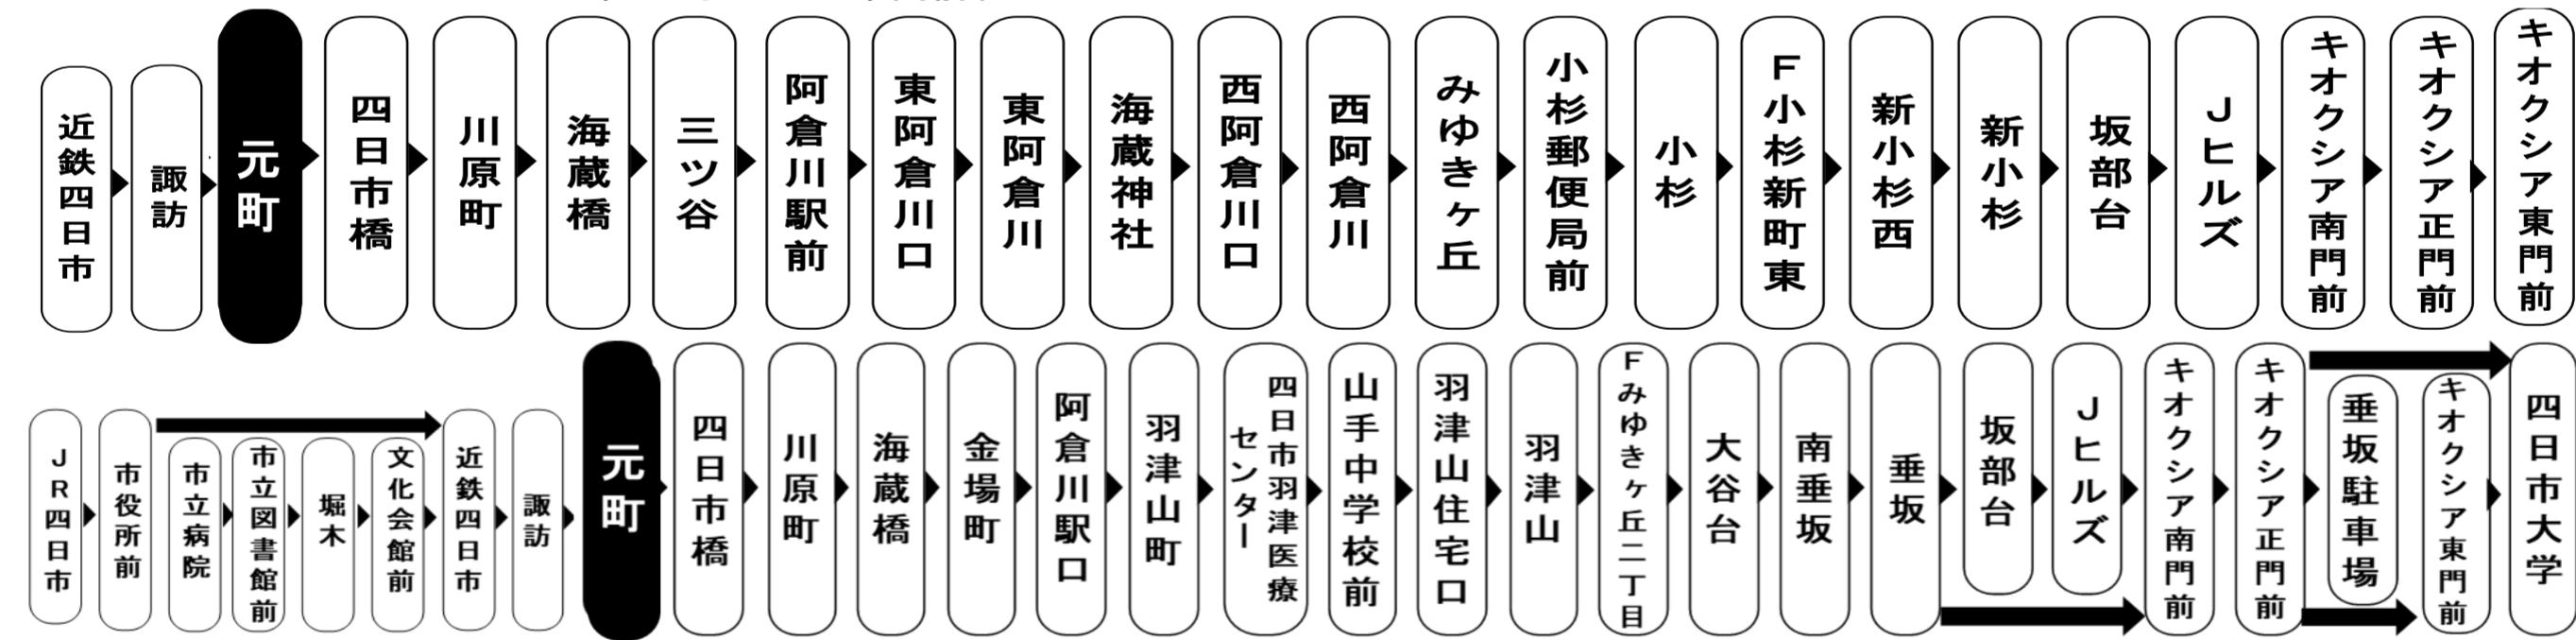 近鉄四日市
諏訪
元町
四日市橋
川原町
海蔵橋
三ツ谷
阿倉川駅前
東阿倉川口
東阿倉川
海蔵神社
西阿倉川口
西阿倉川
みゆきヶ丘
小杉郵便局前
小杉
F小杉新町東
新小杉西
新小杉
坂部台
Jヒルズ
キオクシア南門前
キオクシア正門前
キオクシア東門前
JR四日市
市役所前
市立病院
市立図書館前
堀木
文化会館前
近鉄四日市
諏訪
元町
四日市橋
川原町
海蔵橋
金場町
阿倉川駅口
羽津山町
四日市羽津医療
センター
山手中学校前
羽津山住宅口
羽津山
Fみゆきヶ丘二丁目
大谷台
南垂坂
垂坂
坂部台
Jヒルズ
キオクシア南門前
キオクシア正門前
垂坂駐車場
キオクシア東門前
四日市大学